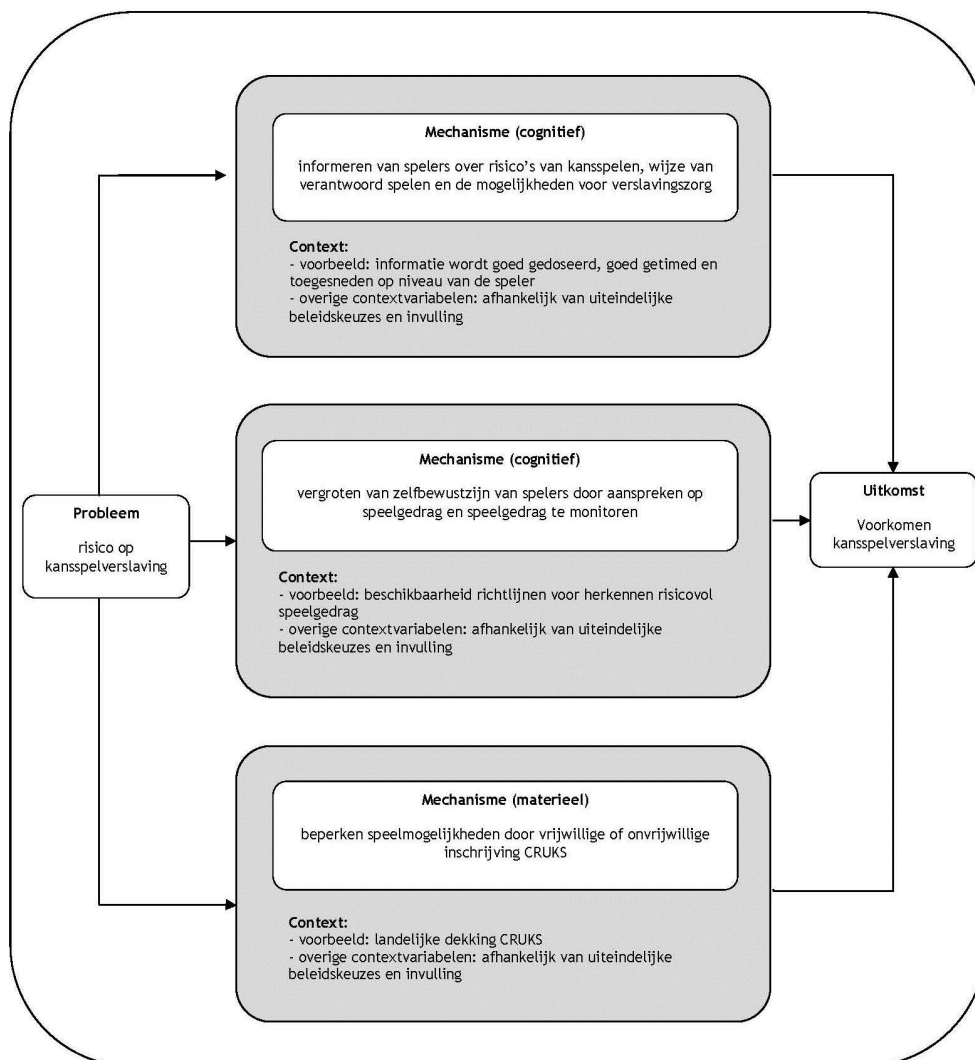 Mechanisme (cognitief)
informeren van spelers over risico's van kansspelen, wijze van
verantwoord spelen en de mogelijkheden voor verslavingszorg
Context:
- voorbeeld: informatie wordt goed gedoseerd, goed getimed en
toegesneden op niveau van de speler
- overige contextvariabelen: afhankelijk van uiteindelijke
beleidskeuzes en invulling
Probleem
risico op
kansspelverslaving
Mechanisme (cognitief)
vergroten van zelfbewustzijn van spelers door aanspreken op
speelgedrag en speelgedrag te monitoren
Context:
- voorbeeld: beschikbaarheid richtlijnen voor herkennen risicovol
speelgedrag
- overige contextvariabelen: afhankelijk van uiteindelijke
beleidskeuzes en invulling
Uitkomst
Voorkomen
kansspelverslaving
Mechanisme (materieel)
beperken speelmogelijkheden door vrijwillige of onvrijwillige
inschrijving CRUKS
Context:
- voorbeeld: landelijke dekking CRUKS
- overige contextvariabelen: afhankelijk van uiteindelijke
beleidskeuzes en invulling